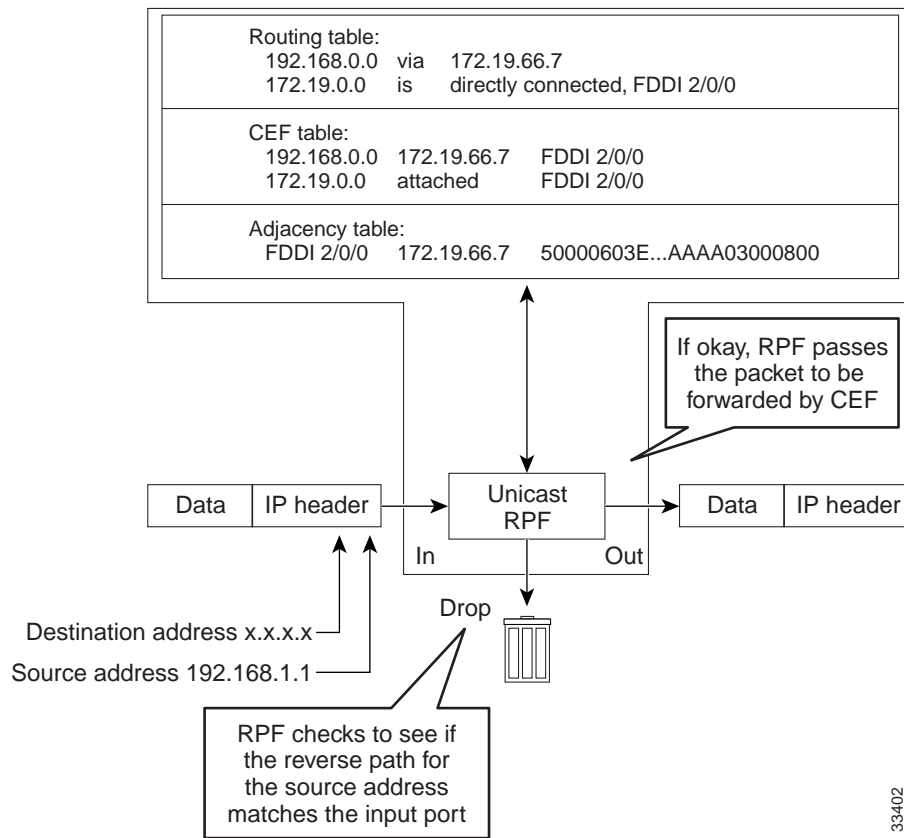 Routing table:
192.168.0.0 via 172.19.66.7
172.19.0.0 is directly connected, FDDI 2/0/0
CEF table:
192.168.0.0 172.19.66.7 FDDI 2/0/0
172.19.0.0 attached FDDI 2/0/0
Adjacency table:
FDDI 2/0/0 172.19.66.7 50000603E...AAAA03000800
If okay, RPF passes
the packet to be
forwarded by CEF
Data IP header
Unicast
RPF
Data IP header
In Out
Drop
Destination address x.x.x.x
Source address 192.168.1.1
RPF checks to see if
the reverse path for
the source address
matches the input port
33402